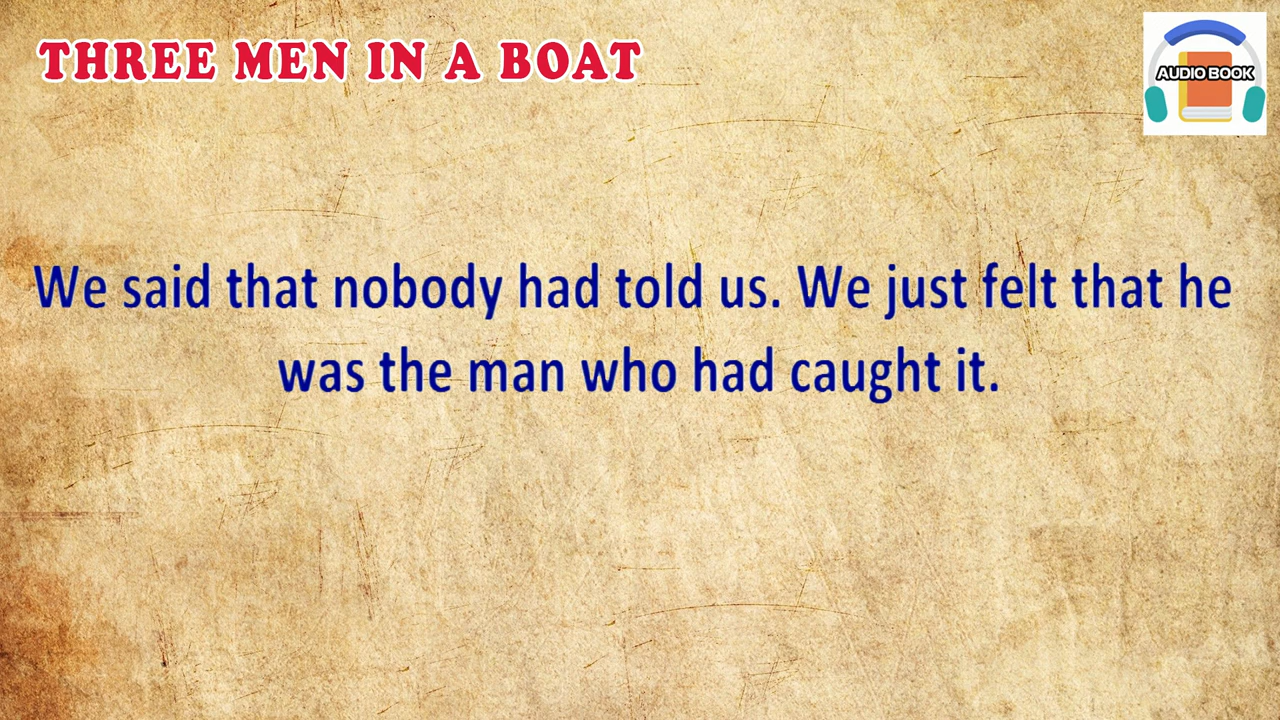 THREE MEN IN A BOAT
AUDIO BOOK
We said that nobody had told us. We just felt that he
was the man who had caught it.